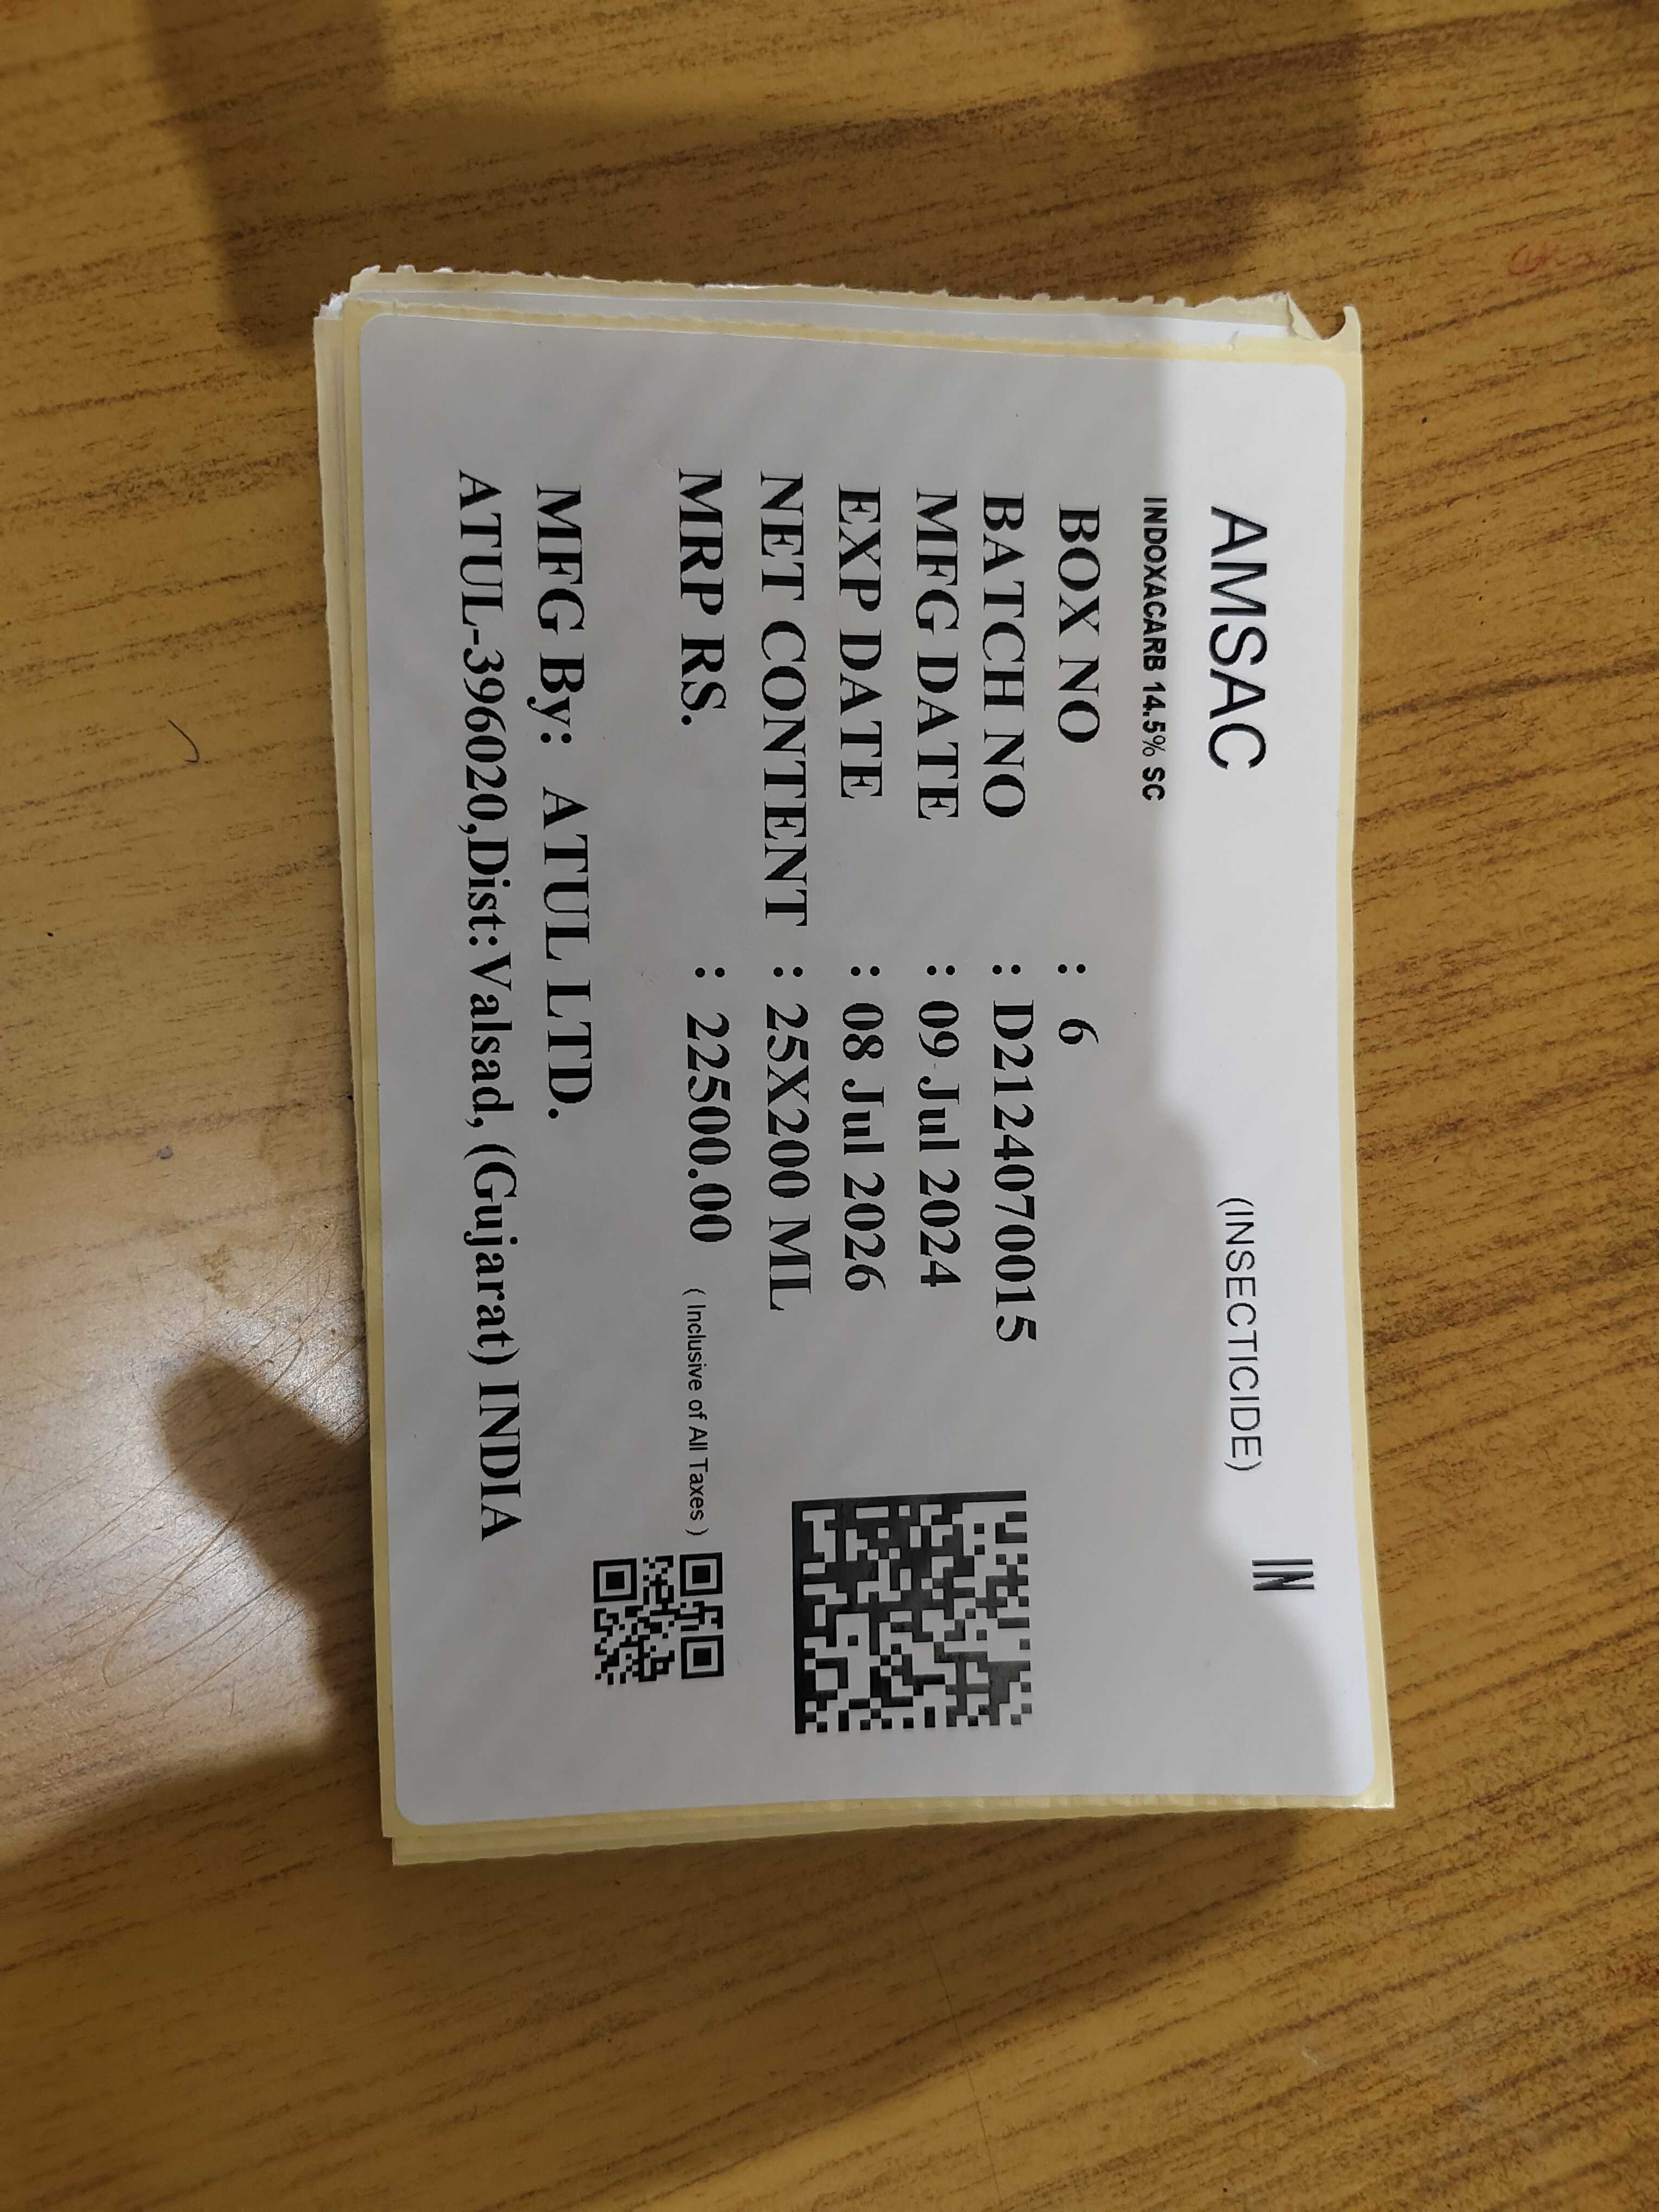 AMSAC (INSECTICIDE) IN
INDOXACARB 14.5% SC
BOX NO : 6
BATCH NO : D2124070015
MFG DATE : 09 Jul 2024
EXP DATE : 08 Jul 2026
NET CONTENT : 25X200 ML
MRP RS. : 22500.00 ( Inclusive of All Taxes )
MFG By: ATUL LTD.
ATUL-396020,Dist:Valsad, (Gujarat) INDIA